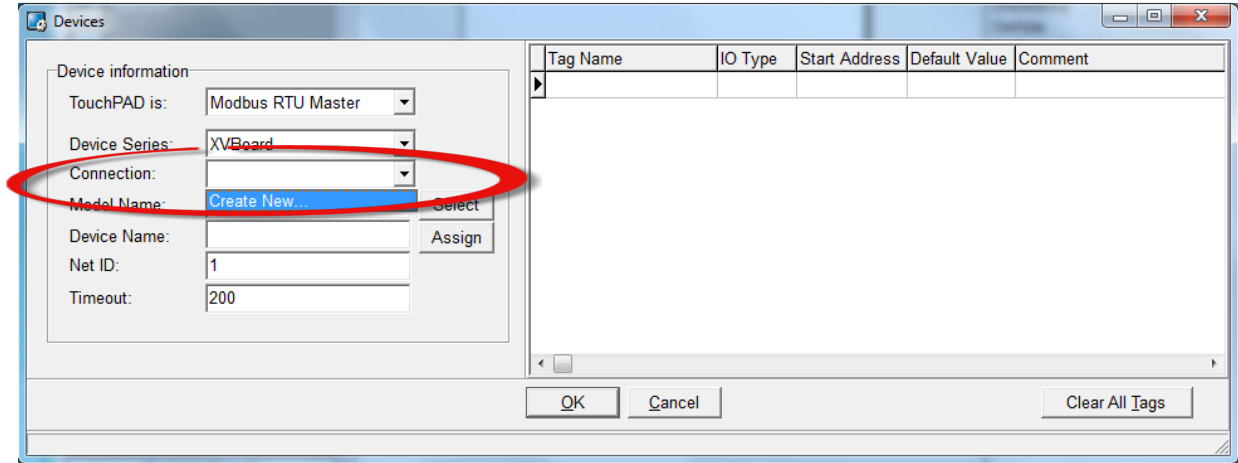 Devices
Device information
TouchPAD is: Modbus RTU Master
Device Series: XVBoard
Connection:
Model Name: Create New... Select
Device Name: Assign
Net ID: 1
Timeout: 200
Tag Name IO Type Start Address Default Value Comment
OK Cancel Clear All Tags